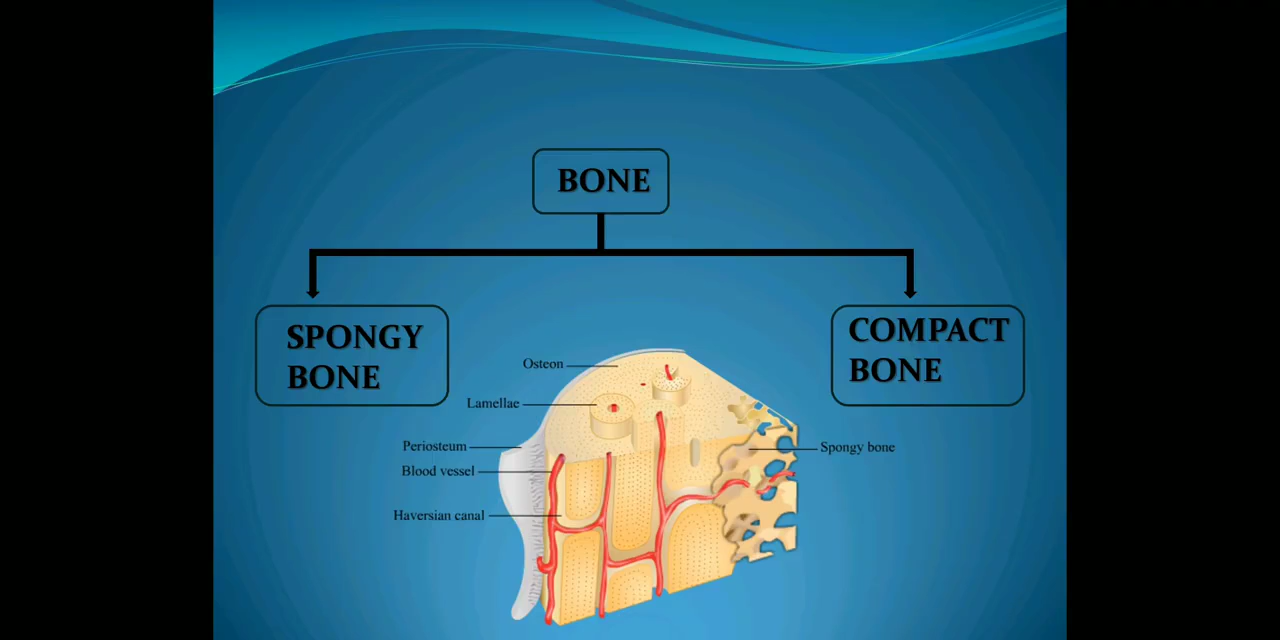 BONE
SPONGY
BONE
COMPACT
BONE
Osteon
Lamellae
Periosteum
Blood vessel
Haversian canal
Spongy bone